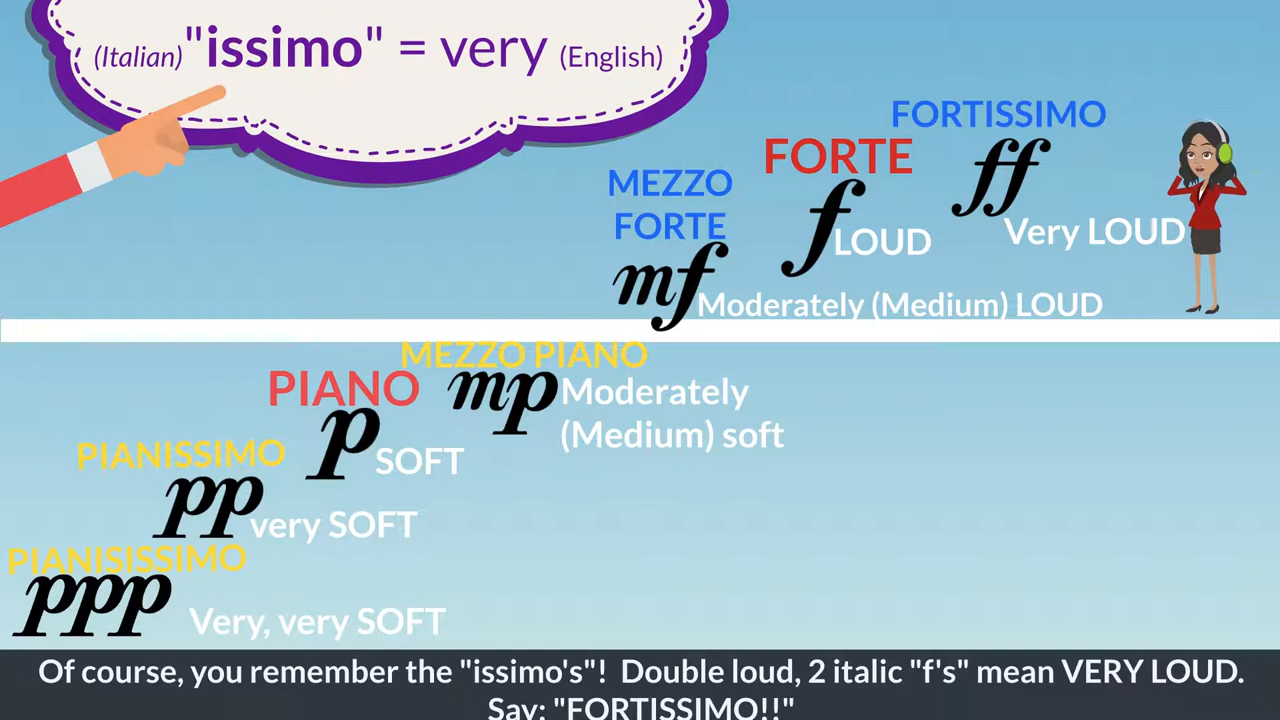 (Italian)"issimo" = very (English)
FORTISSIMO
ff
Very LOUD
FORTE
f
LOUD
MEZZO
FORTE
mf
Moderately (Medium) LOUD
MEZZO PIANO
mp
Moderately
(Medium) soft
PIANO
p
SOFT
PIANISSIMO
pp
very SOFT
PIANISISSIMO
ppp
Very, very SOFT
Of course, you remember the "issimo's"! Double loud, 2 italic "f's" mean VERY LOUD.
Say: "FORTISSIMO!!"